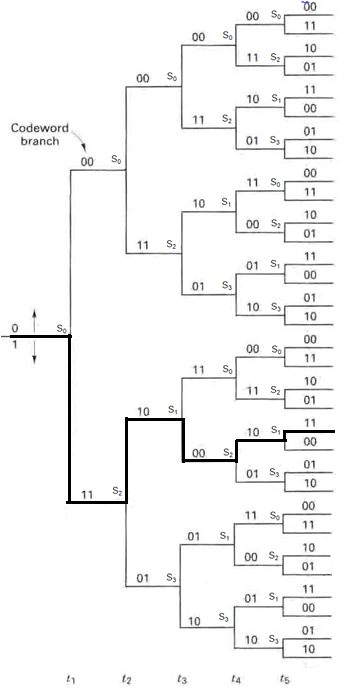 00
00 S₀
11
00 S₀
10
11 S₂
01
00 S₀
11
10 S₁
00
11 S₂
Codeword
branch
01
01 S₃
10
00 S₀
00
11 S₀
11
10 S₁
10
00 S₂
01
11 S₂
11
01 S₁
00
01 S₃
01
10 S₃
10
0 S₀
1
00
00 S₀
11
11 S₀
10
11 S₂
01
10 S₁
11
10 S₁
00
00 S₂
01
01 S₃
10
11 S₂
00
11 S₀
11
01 S₁
10
00 S₂
01
01 S₃
11
01 S₁
00
10 S₃
01
10 S₃
10
t₁ t₂ t₃ t₄ t₅